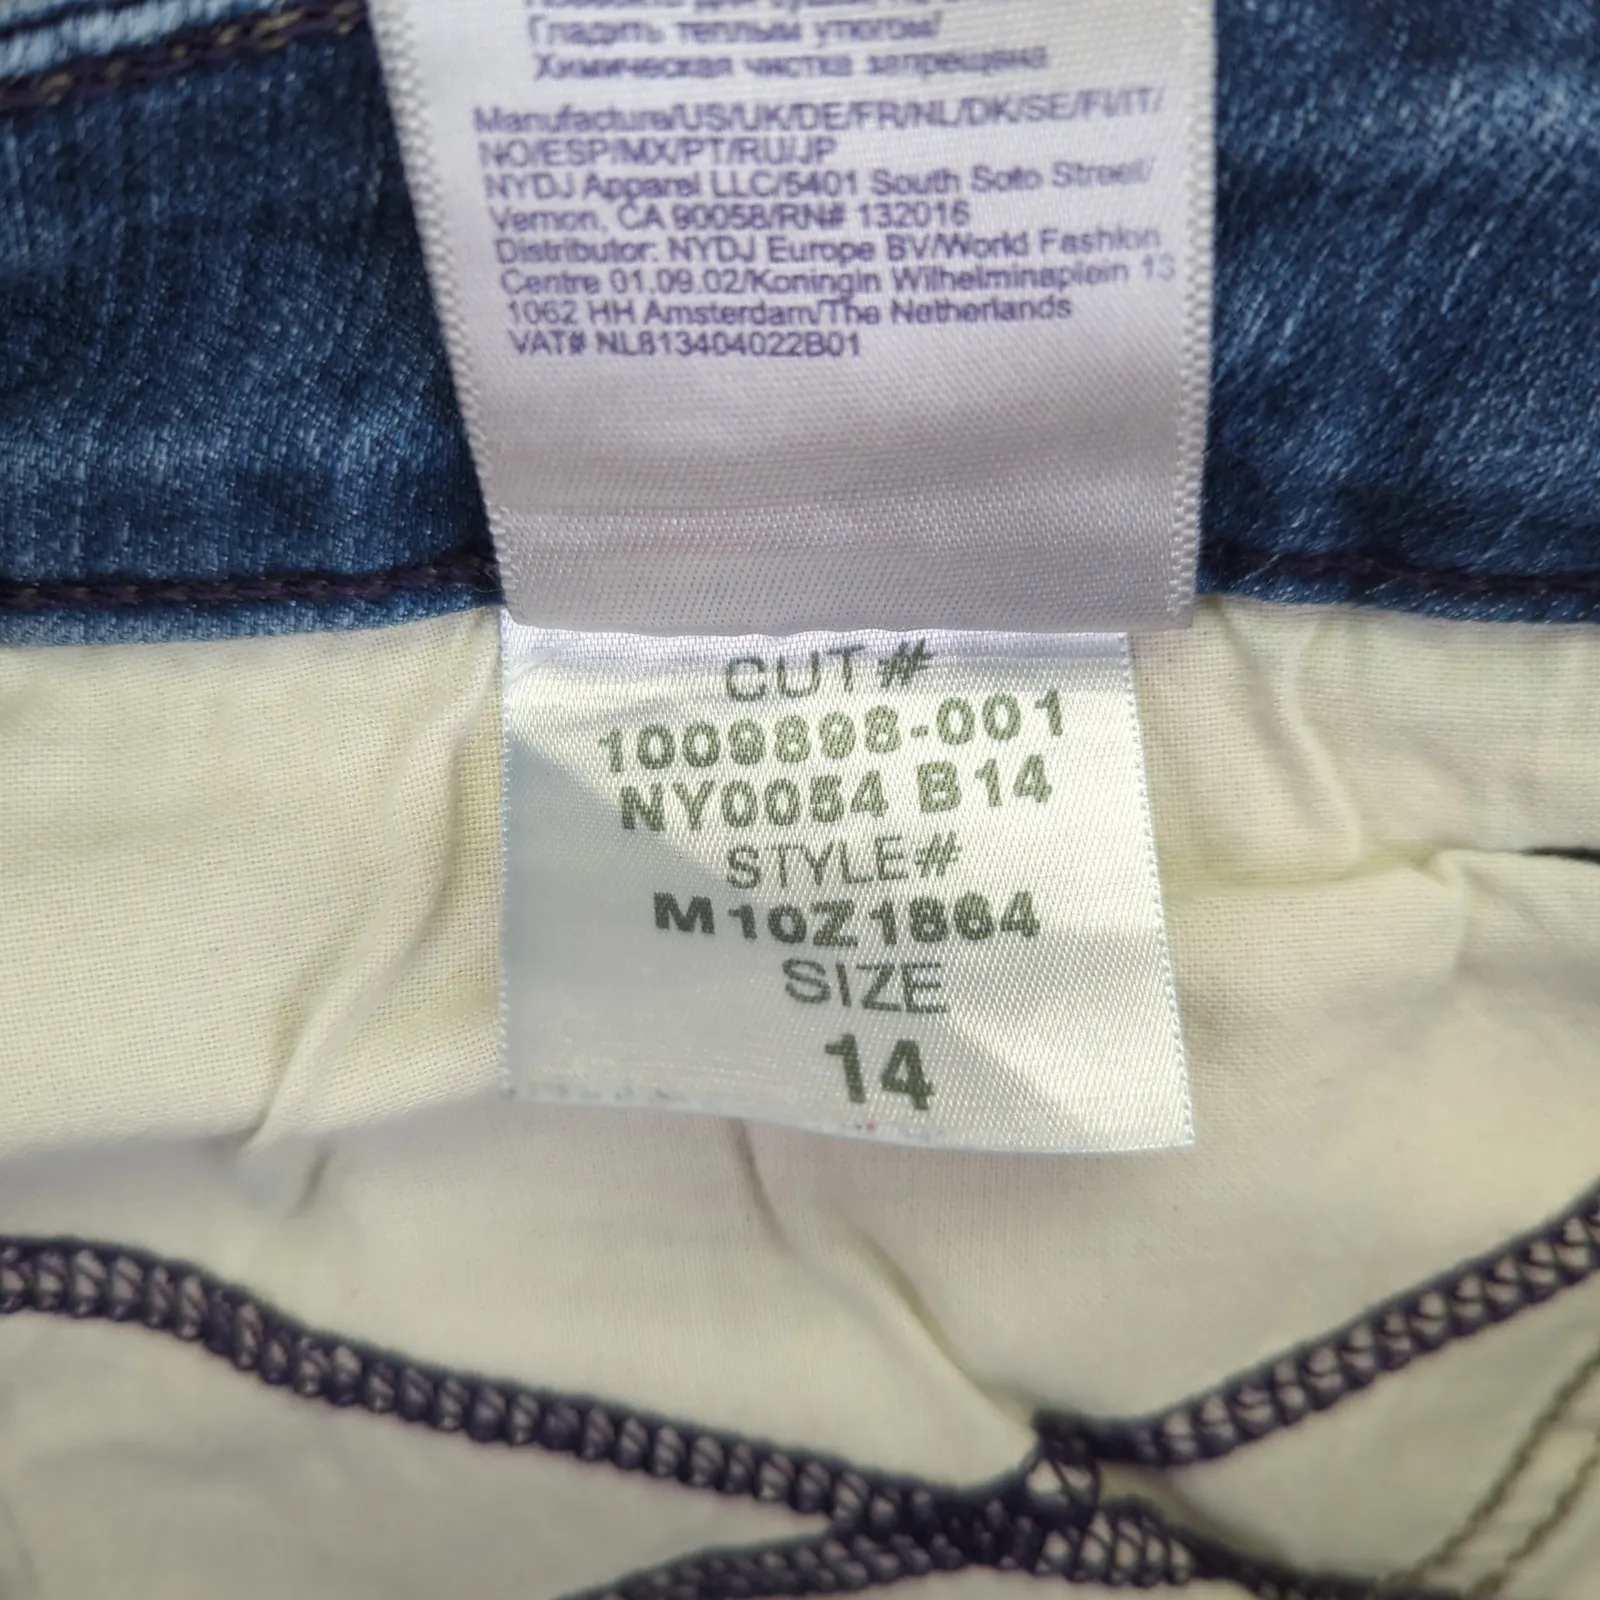 Гладить теплым утюгом/
Химическая чистка запрещена
Manufacture/US/UK/DE/FR/NL/DK/SE/FI/IT/
NO/ESP/MX/PT/RU/JP
NYDJ Apparel LLC/5401 South Soto Street/
Vernon, CA 90058/RN# 132016
Distributor: NYDJ Europe BV/World Fashion
Centre 01.09.02/Koningin Wilhelminaplein 13
1062 HH Amsterdam/The Netherlands
VAT# NL813404022B01
CUT#
1009898-001
NY0054 B14
STYLE#
M10Z1864
SIZE
14